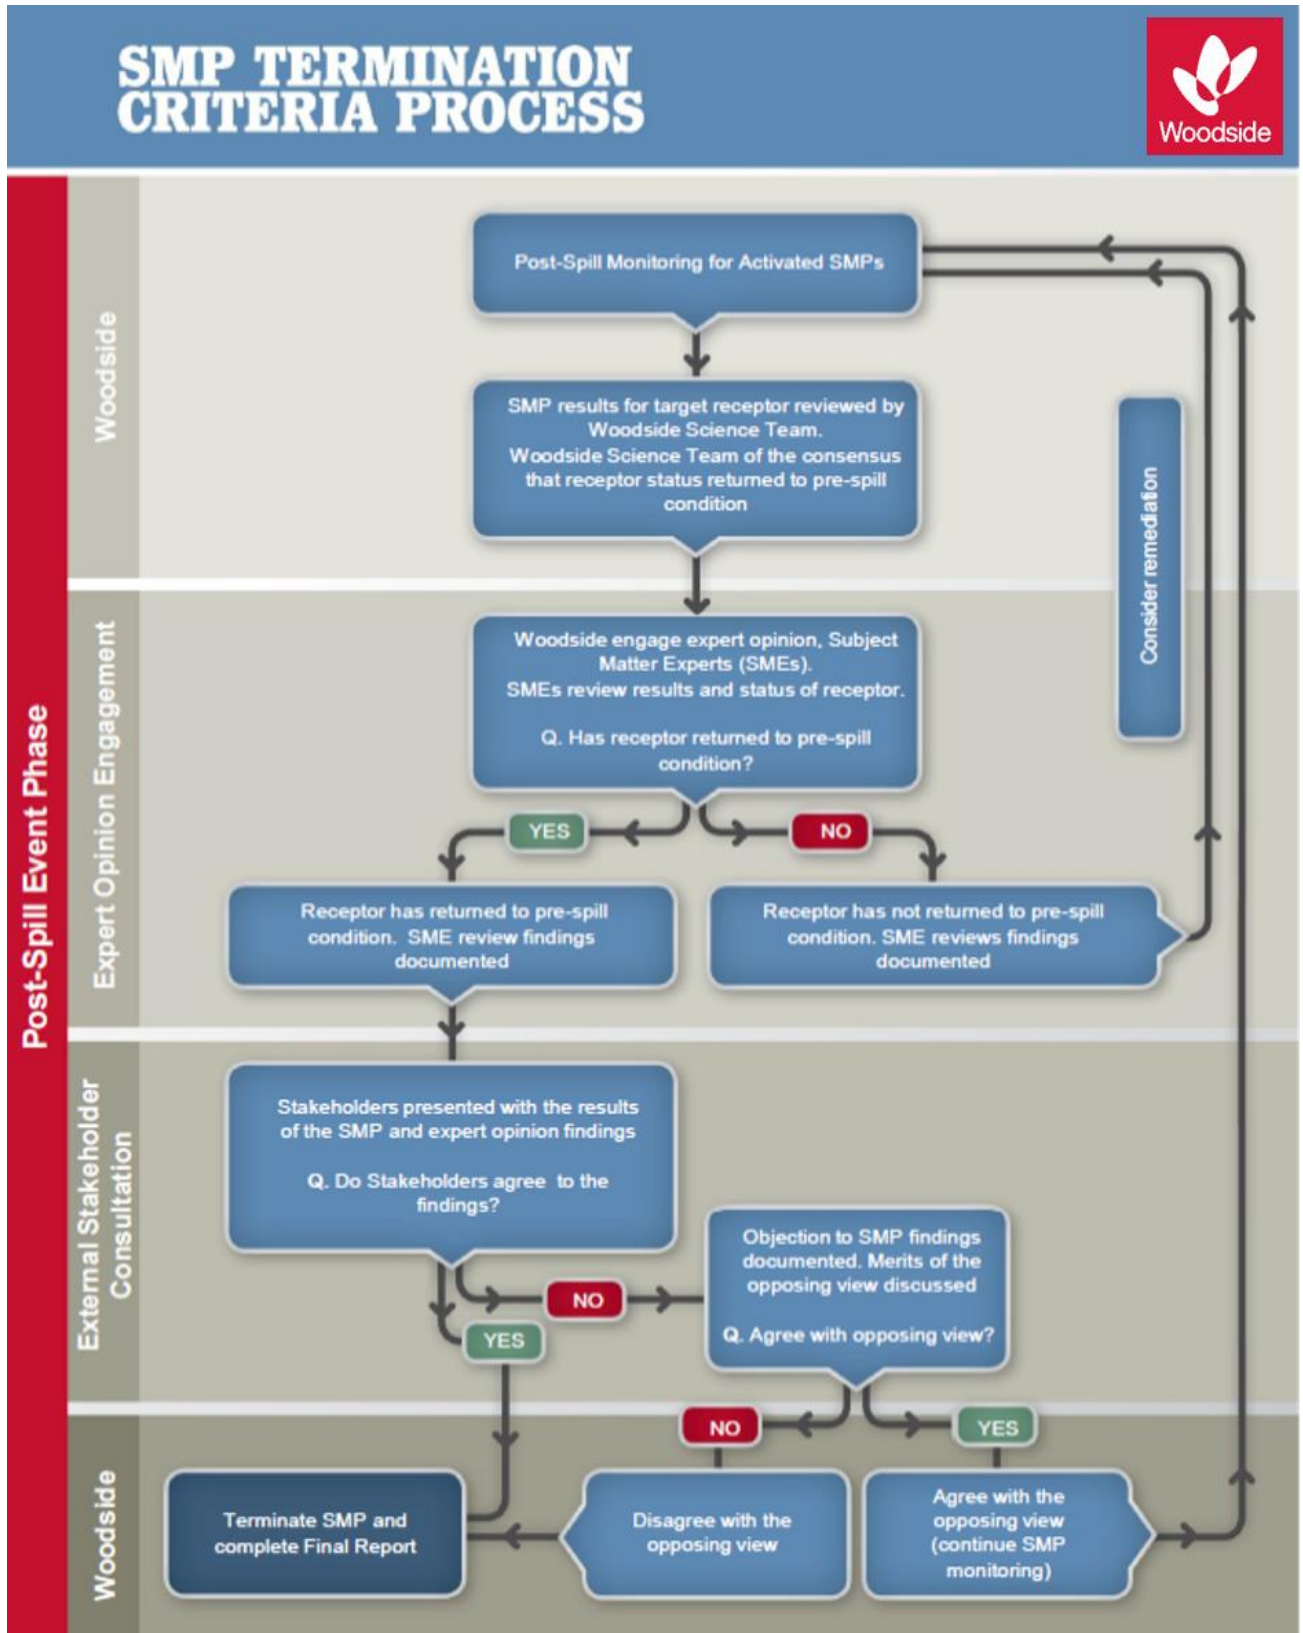 SMP TERMINATION
CRITERIA PROCESS
Woodside
Post-Spill Event Phase
Woodside
Post-Spill Monitoring for Activated SMPs
SMP results for target receptor reviewed by
Woodside Science Team.
Woodside Science Team of the consensus
that receptor status returned to pre-spill
condition
Consider remediation
Expert Opinion Engagement
Woodside engage expert opinion, Subject
Matter Experts (SMEs).
SMEs review results and status of receptor.
Q. Has receptor returned to pre-spill
condition?
YES
NO
Receptor has returned to pre-spill
condition. SME review findings
documented
Receptor has not returned to pre-spill
condition. SME reviews findings
documented
External Stakeholder
Consultation
Stakeholders presented with the results
of the SMP and expert opinion findings
Q. Do Stakeholders agree to the
findings?
NO
YES
Objection to SMP findings
documented. Merits of the
opposing view discussed
Q. Agree with opposing view?
NO
YES
Woodside
Terminate SMP and
complete Final Report
Disagree with the
opposing view
Agree with the
opposing view
(continue SMP
monitoring)